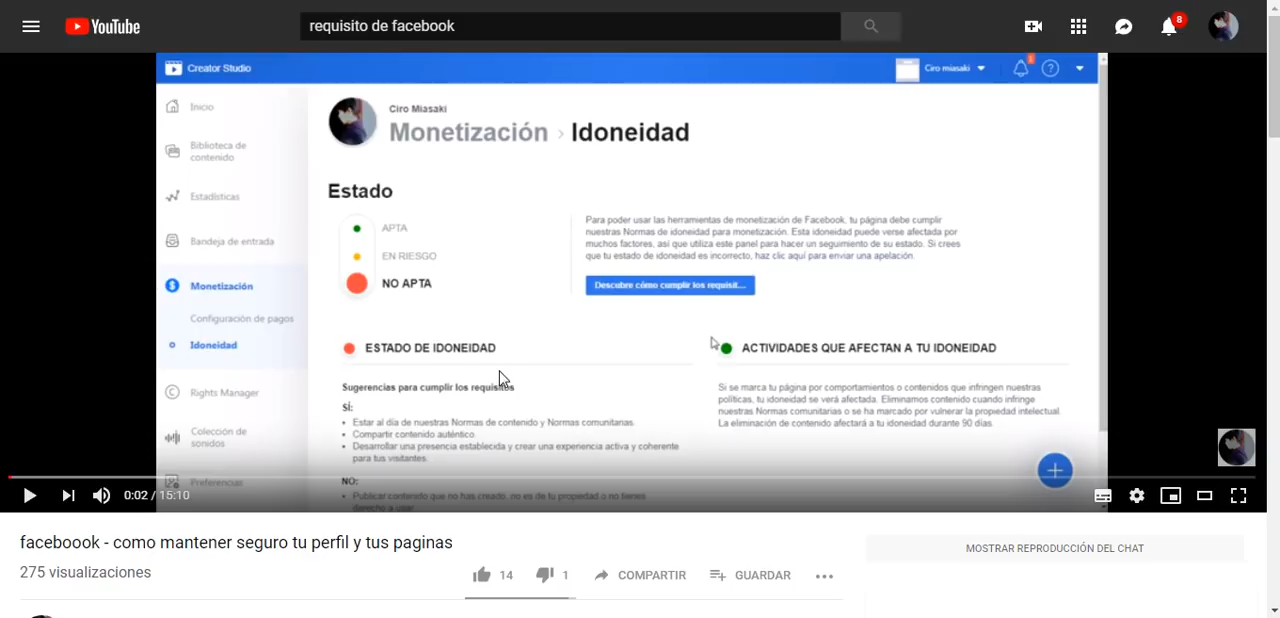 YouTube
requisito de facebook
8
Creator Studio
Ciro miasaki
Inicio
Biblioteca de
contenido
Estadísticas
Bandeja de entrada
Monetización
Configuración de pagos
Idoneidad
Rights Manager
Colección de
sonidos
Preferencias
Ciro Miasaki
Monetización › Idoneidad
Estado
APTA
EN RIESGO
NO APTA
Para poder usar las herramientas de monetización de Facebook, tu página debe cumplir
nuestras Normas de idoneidad para monetización. Esta idoneidad puede verse afectada por
muchos factores, así que utiliza este panel para hacer un seguimiento de su estado. Si crees
que tu estado de idoneidad es incorrecto, haz clic aquí para enviar una apelación.
Descubre cómo cumplir los requisit...
ESTADO DE IDONEIDAD
Sugerencias para cumplir los requisitos
SÍ:
• Estar al día de nuestras Normas de contenido y Normas comunitarias.
• Compartir contenido auténtico.
• Desarrollar una presencia establecida y crear una experiencia activa y coherente
para tus visitantes.
NO:
• Publicar contenido que no has creado, no es de tu propiedad o no tienes
derecho a usar.
ACTIVIDADES QUE AFECTAN A TU IDONEIDAD
Si se marca tu página por comportamientos o contenidos que infringen nuestras
políticas, tu idoneidad se verá afectada. Eliminamos contenido cuando infringe
nuestras Normas comunitarias o se ha marcado por vulnerar la propiedad intelectual.
La eliminación de contenido afectará a tu idoneidad durante 90 días.
0:02 / 15:10
faceboook - como mantener seguro tu perfil y tus paginas
275 visualizaciones
14
1
COMPARTIR
GUARDAR
MOSTRAR REPRODUCCIÓN DEL CHAT